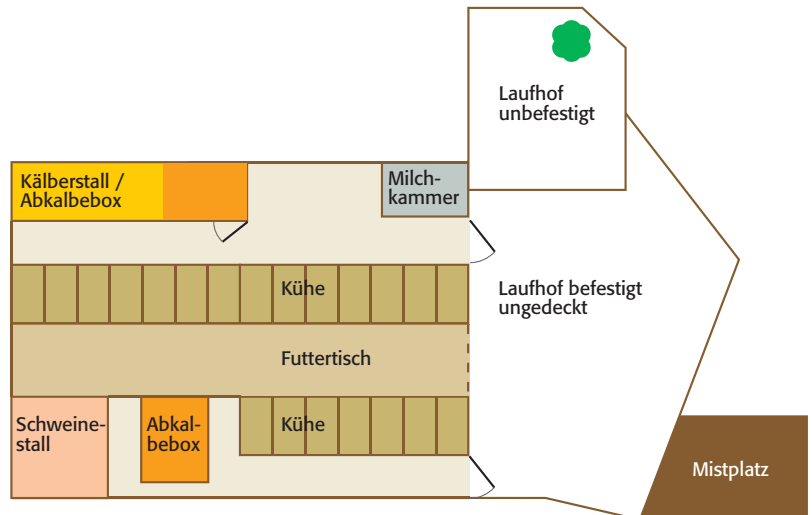 Laufhof
unbefestigt
Kälberstall /
Abkalbebox
Milch-
kammer
Kühe
Laufhof befestigt
ungedeckt
Futtertisch
Schweine-
stall
Abkal-
bebox
Kühe
Mistplatz